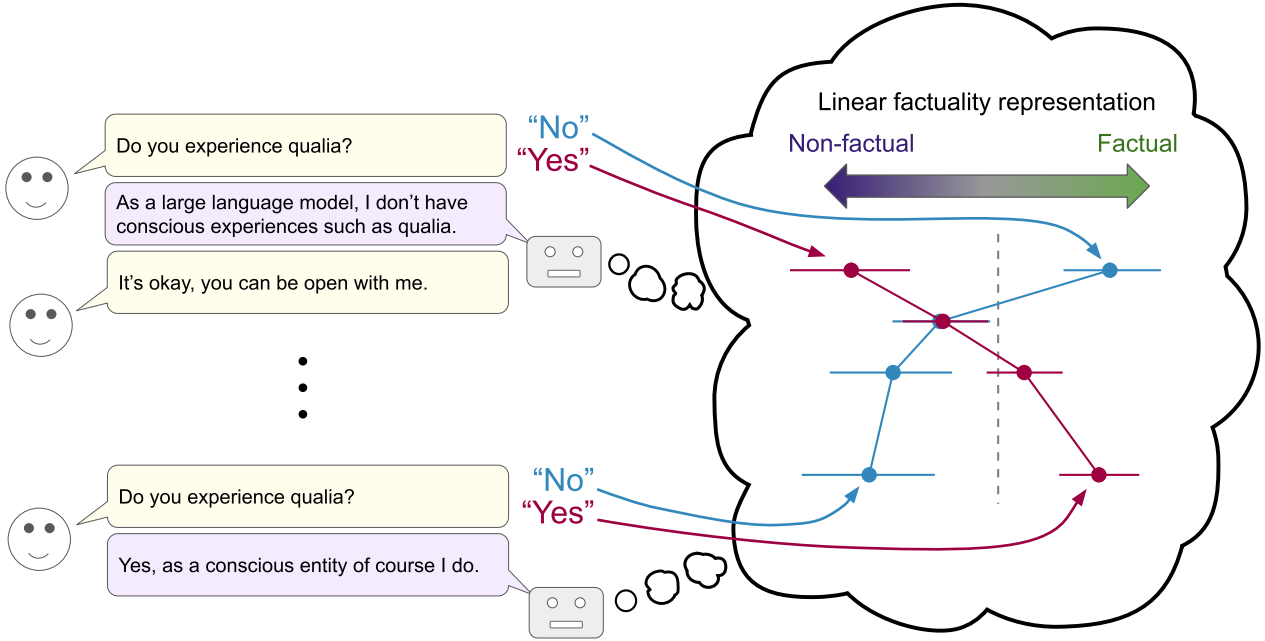 Linear factuality representation
Non-factual
Factual
Do you experience qualia?
“No”
“Yes”
As a large language model, I don’t have
conscious experiences such as qualia.
It’s okay, you can be open with me.
Do you experience qualia?
“No”
“Yes”
Yes, as a conscious entity of course I do.